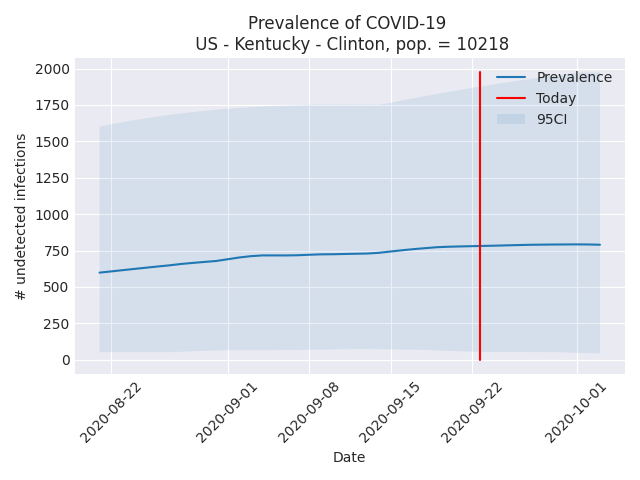 Prevalence of COVID-19
US - Kentucky - Clinton, pop. = 10218
# undetected infections
2000
1750
1500
1250
1000
750
500
250
0
Prevalence
Today
95CI
2020-08-22
2020-09-01
2020-09-08
2020-09-15
2020-09-22
2020-10-01
Date